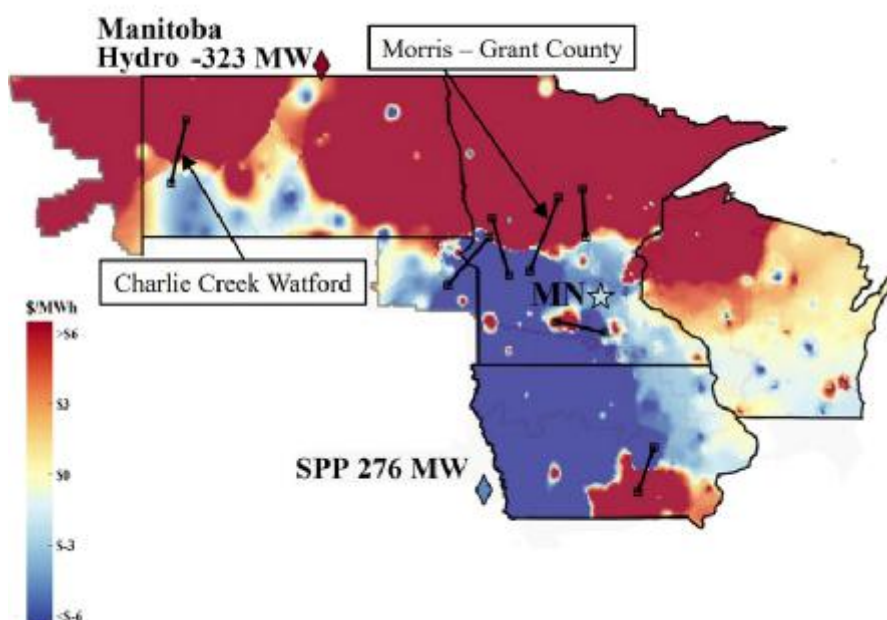 Manitoba
Hydro -323 MW
Morris – Grant County
Charlie Creek Watford
MN
$/MWh
>$6
$3
$0
$-3
<$-6
SPP 276 MW